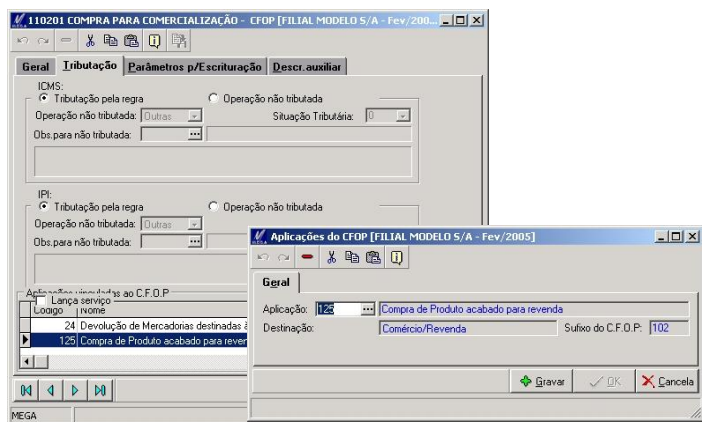 110201 COMPRA PARA COMERCIALIZAÇÃO - CFOP [FILIAL MODELO S/A - Fev/200...
Geral Tributação Parâmetros p/Escrituração Descr.auxiliar
ICMS:
Tributação pela regra Operação não tributada
Operação não tributada: Outras Situação Tributária: 0
Obs.para não tributada: ...
IPI:
Tributação pela regra Operação não tributada
Operação não tributada: Outras
Obs.para não tributada: ...
Aplicações vinculadas ao C.F.O.P
Lança serviço
Código Nome
24 Devolução de Mercadorias destinadas à
125 Compra de Produto acabado para rever
MEGA
Aplicações do CFOP [FILIAL MODELO S/A - Fev/2005]
Geral
Aplicação: 125 ... Compra de Produto acabado para revenda
Destinação: Comércio/Revenda Sufixo do C.F.O.P: 102
Gravar OK Cancela